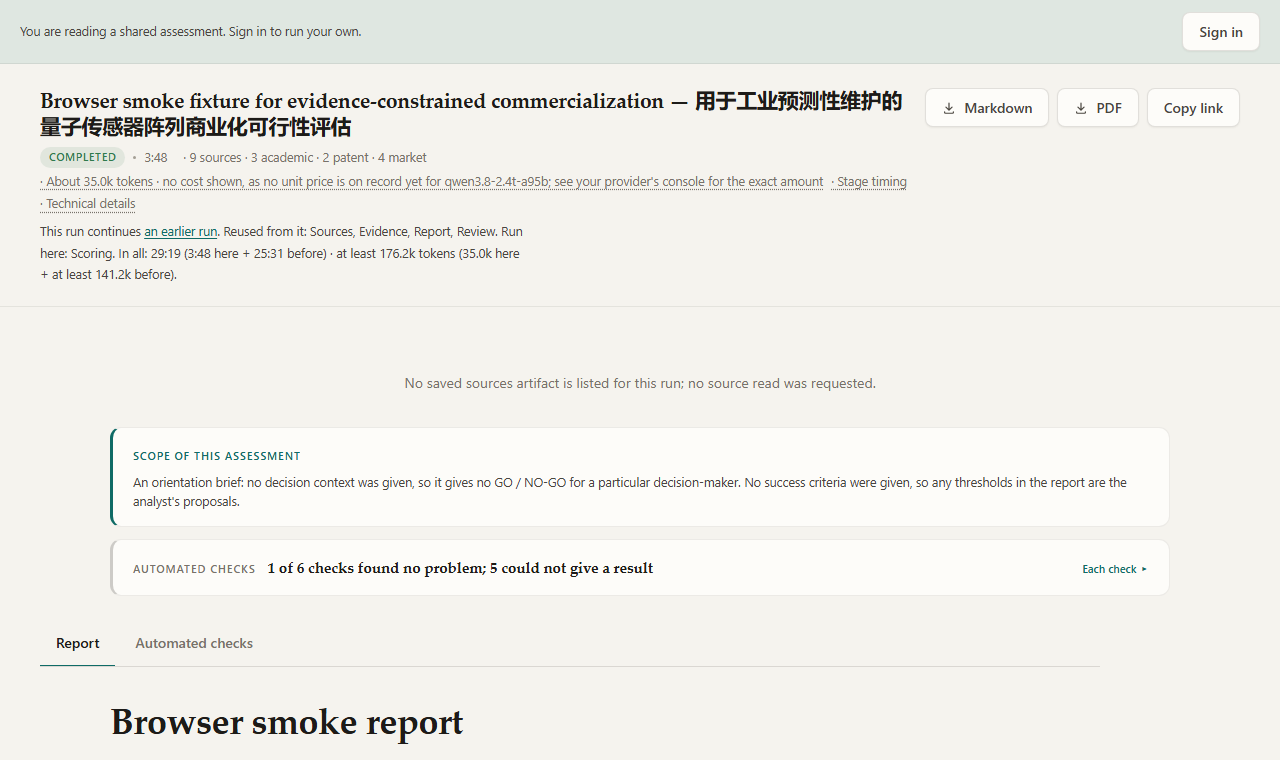 You are reading a shared assessment. Sign in to run your own.
Sign in
Browser smoke fixture for evidence-constrained commercialization — 用于工业预测性维护的
量子传感器阵列商业化可行性评估
Markdown
PDF
Copy link
COMPLETED • 3:48 · 9 sources · 3 academic · 2 patent · 4 market
· About 35.0k tokens · no cost shown, as no unit price is on record yet for qwen3.8-2.4t-a95b; see your provider's console for the exact amount · Stage timing
· Technical details
This run continues an earlier run. Reused from it: Sources, Evidence, Report, Review. Run
here: Scoring. In all: 29:19 (3:48 here + 25:31 before) · at least 176.2k tokens (35.0k here
+ at least 141.2k before).
No saved sources artifact is listed for this run; no source read was requested.
SCOPE OF THIS ASSESSMENT
An orientation brief: no decision context was given, so it gives no GO / NO-GO for a particular decision-maker. No success criteria were given, so any thresholds in the report are the
analyst's proposals.
AUTOMATED CHECKS 1 of 6 checks found no problem; 5 could not give a result
Each check ▸
Report
Automated checks
Browser smoke report